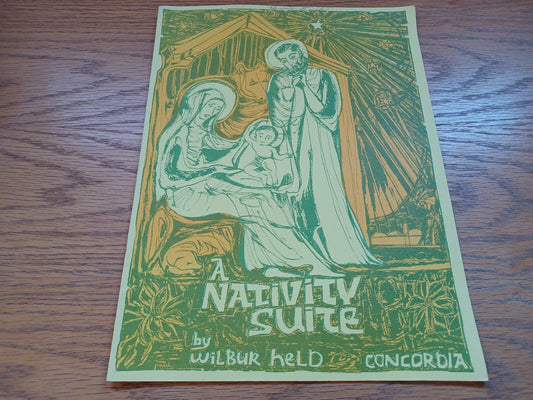 A
NATIVITY
SUITE
by
WILBUR HELD
CONCORDIA